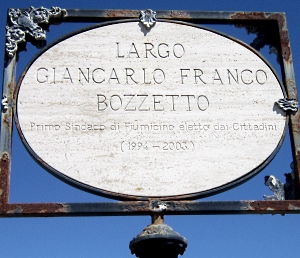 LARGO
GIANCARLO FRANCO
BOZZETTO
Primo Sindaco di Fiumicino eletto dai Cittadini
(1994-2003)